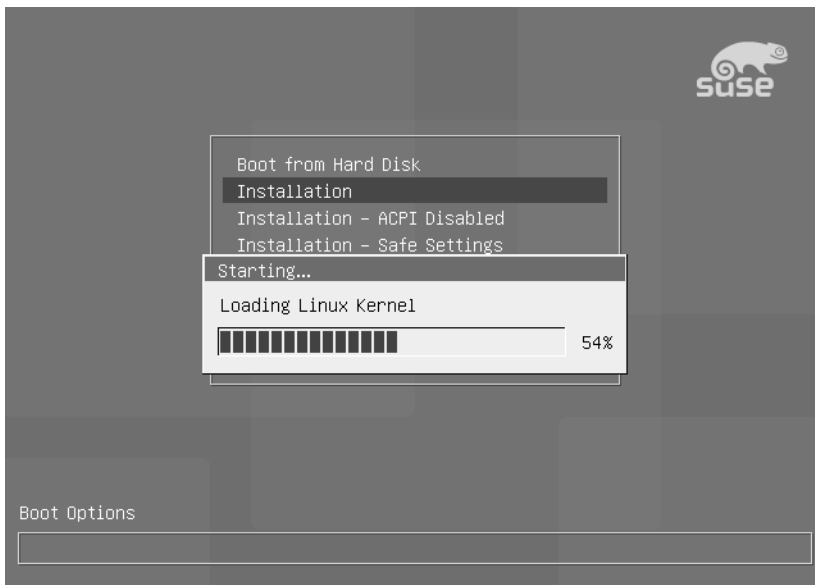 suse
Boot from Hard Disk
Installation
Installation - ACPI Disabled
Installation - Safe Settings
Starting...
Loading Linux Kernel
54%
Boot Options